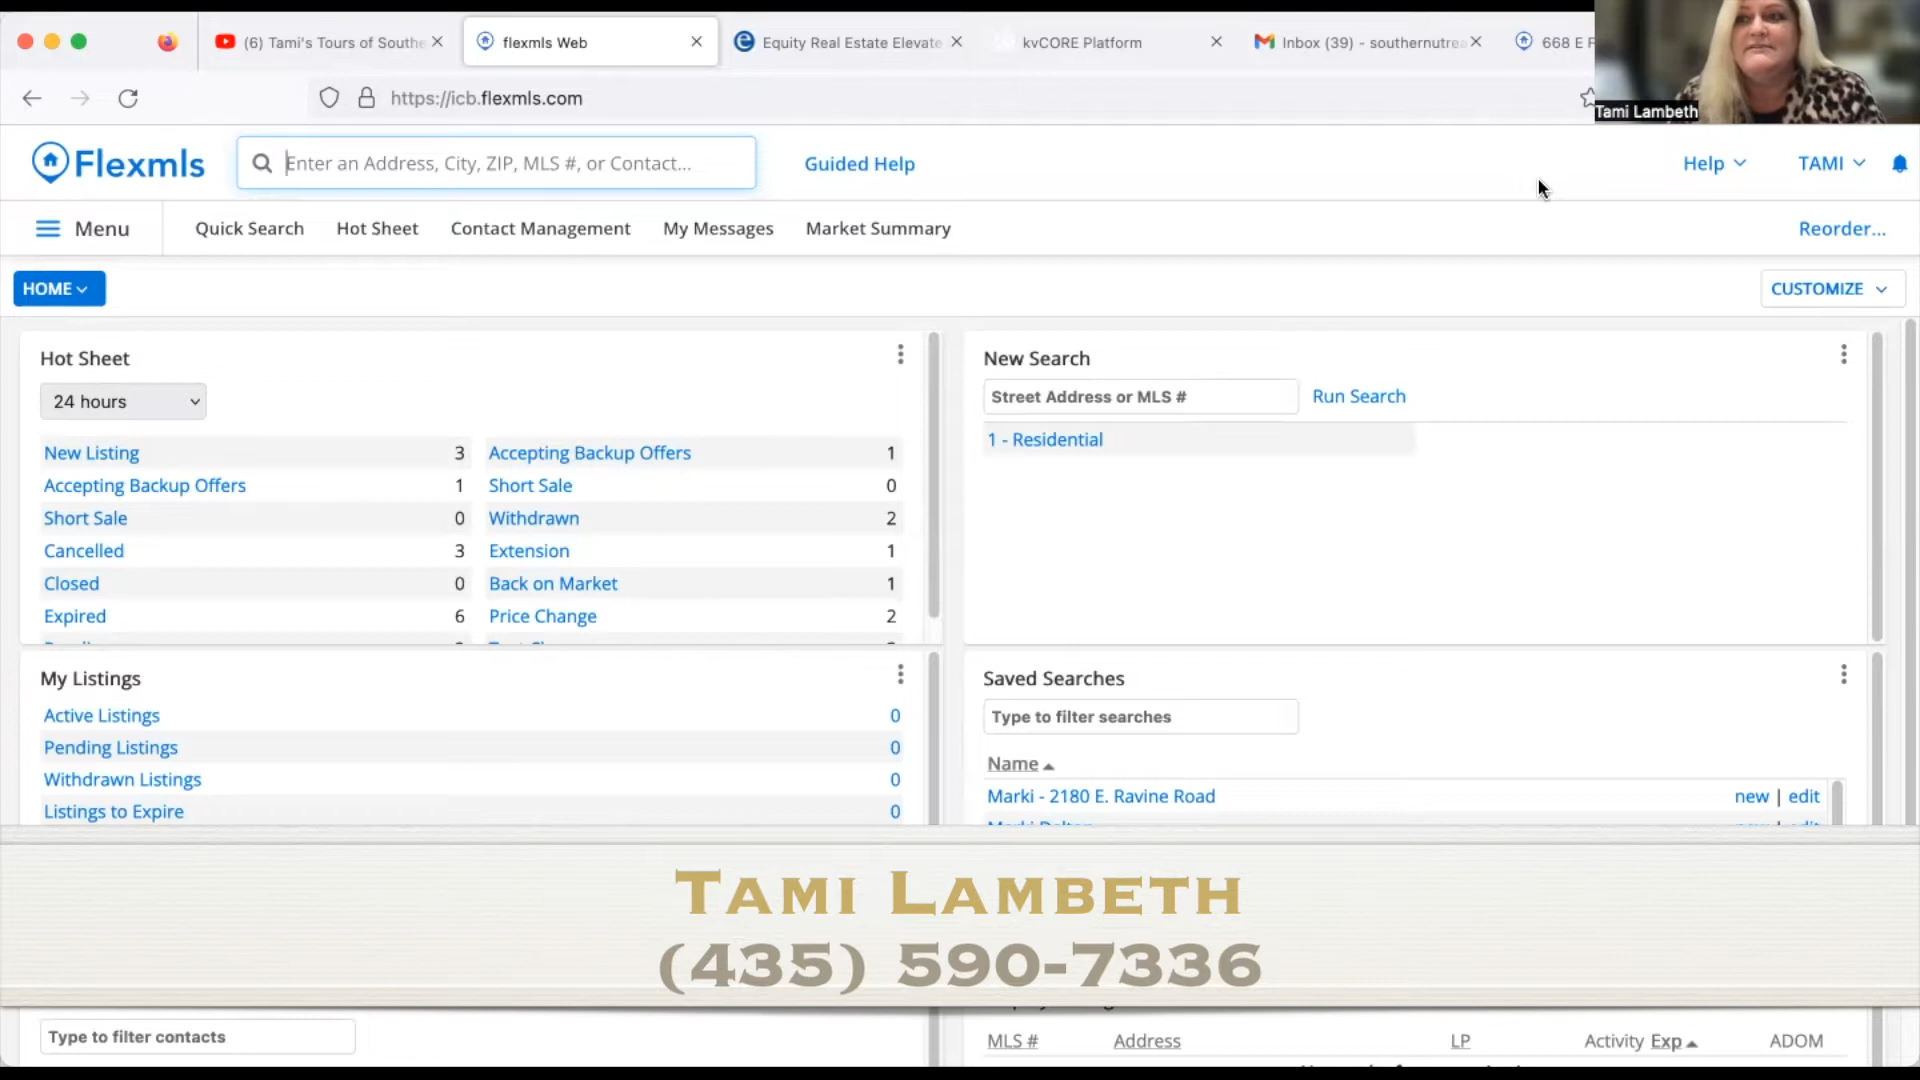 (6) Tami's Tours of Southe
flexmls Web
Equity Real Estate Elevate
kvCORE Platform
Inbox (39) - southernutrea
668 E F
https://icb.flexmls.com
Tami Lambeth
Flexmls
Enter an Address, City, ZIP, MLS #, or Contact...
Guided Help
Help
TAMI
Menu
Quick Search
Hot Sheet
Contact Management
My Messages
Market Summary
Reorder...
HOME
CUSTOMIZE
Hot Sheet
24 hours
New Listing 3
Accepting Backup Offers 1
Accepting Backup Offers 1
Short Sale 0
Short Sale 0
Withdrawn 2
Cancelled 3
Extension 1
Closed 0
Back on Market 1
Expired 6
Price Change 2
New Search
Street Address or MLS #
Run Search
1 - Residential
My Listings
Active Listings 0
Pending Listings 0
Withdrawn Listings 0
Listings to Expire 0
Saved Searches
Type to filter searches
Name
Marki - 2180 E. Ravine Road new | edit
Tami Lambeth
(435) 590-7336
Type to filter contacts
MLS # Address LP Activity Exp ADOM